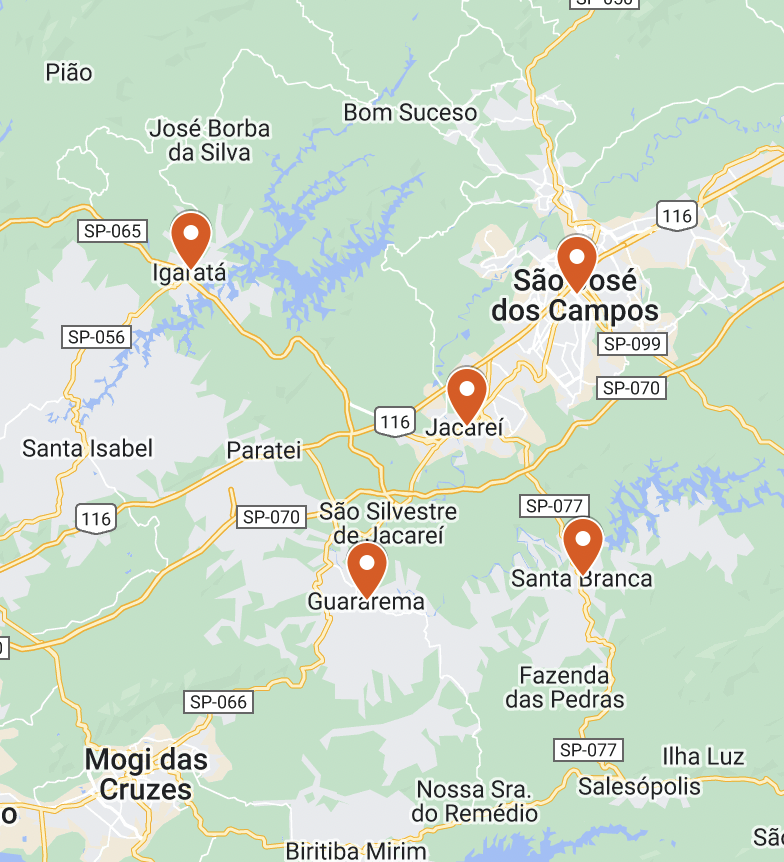 Pião
Bom Suceso
José Borba
da Silva
116
SP-065
Igaratá
São José
dos Campos
SP-056
SP-099
SP-070
116
Jacareí
Santa Isabel
Paratei
SP-077
116
SP-070
São Silvestre
de Jacareí
Santa Branca
Guararema
Fazenda
das Pedras
SP-066
Mogi das
Cruzes
SP-077
Ilha Luz
Salesópolis
Nossa Sra.
do Remédio
Biritiba Mirim